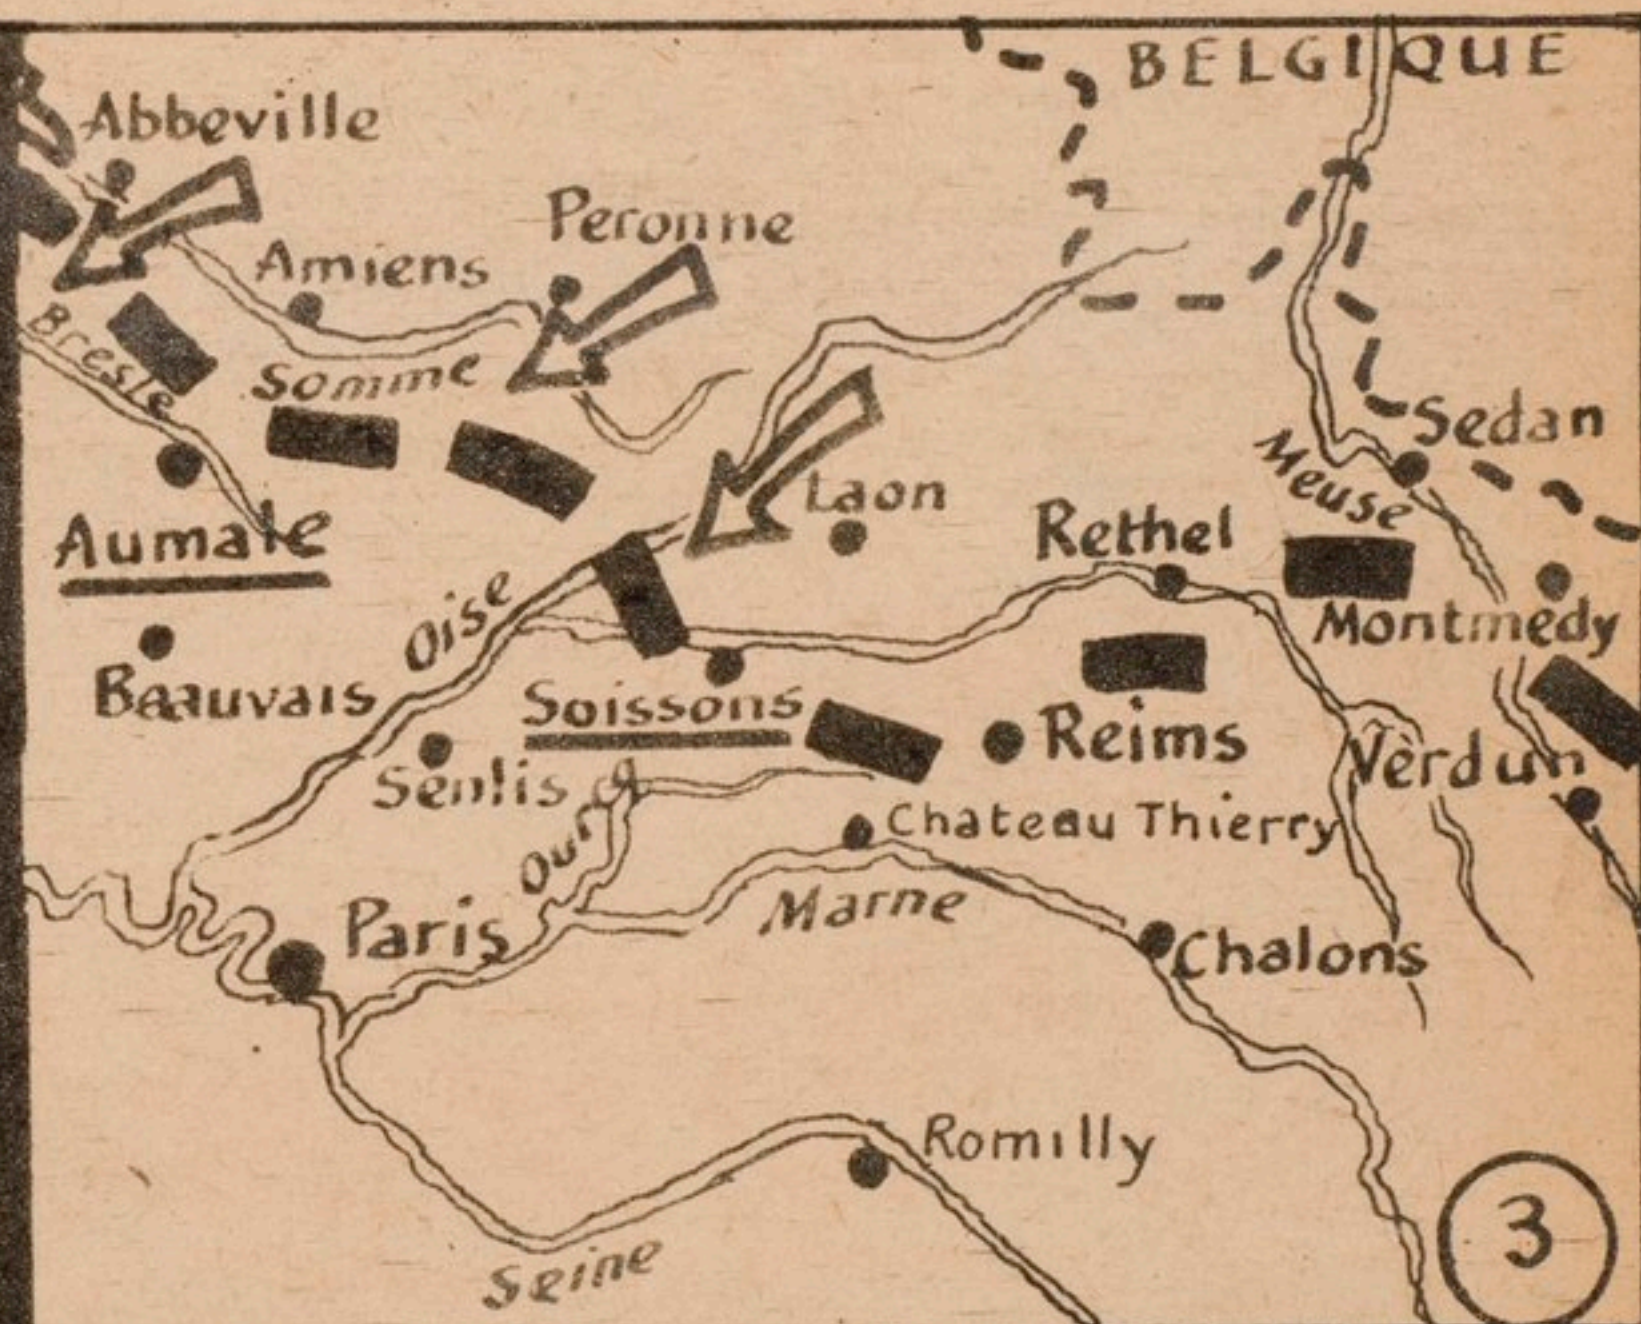 BELGIQUE
Abbeville
Peronne
Amiens
Bresle
Somme
Sedan
Meuse
Laon
Rethel
Aumale
Oise
Montmedy
Beauvais
Soissons
Reims
Verdun
Senlis
Ourcq
Chateau Thierry
Marne
Paris
Chalons
Romilly
Seine
3